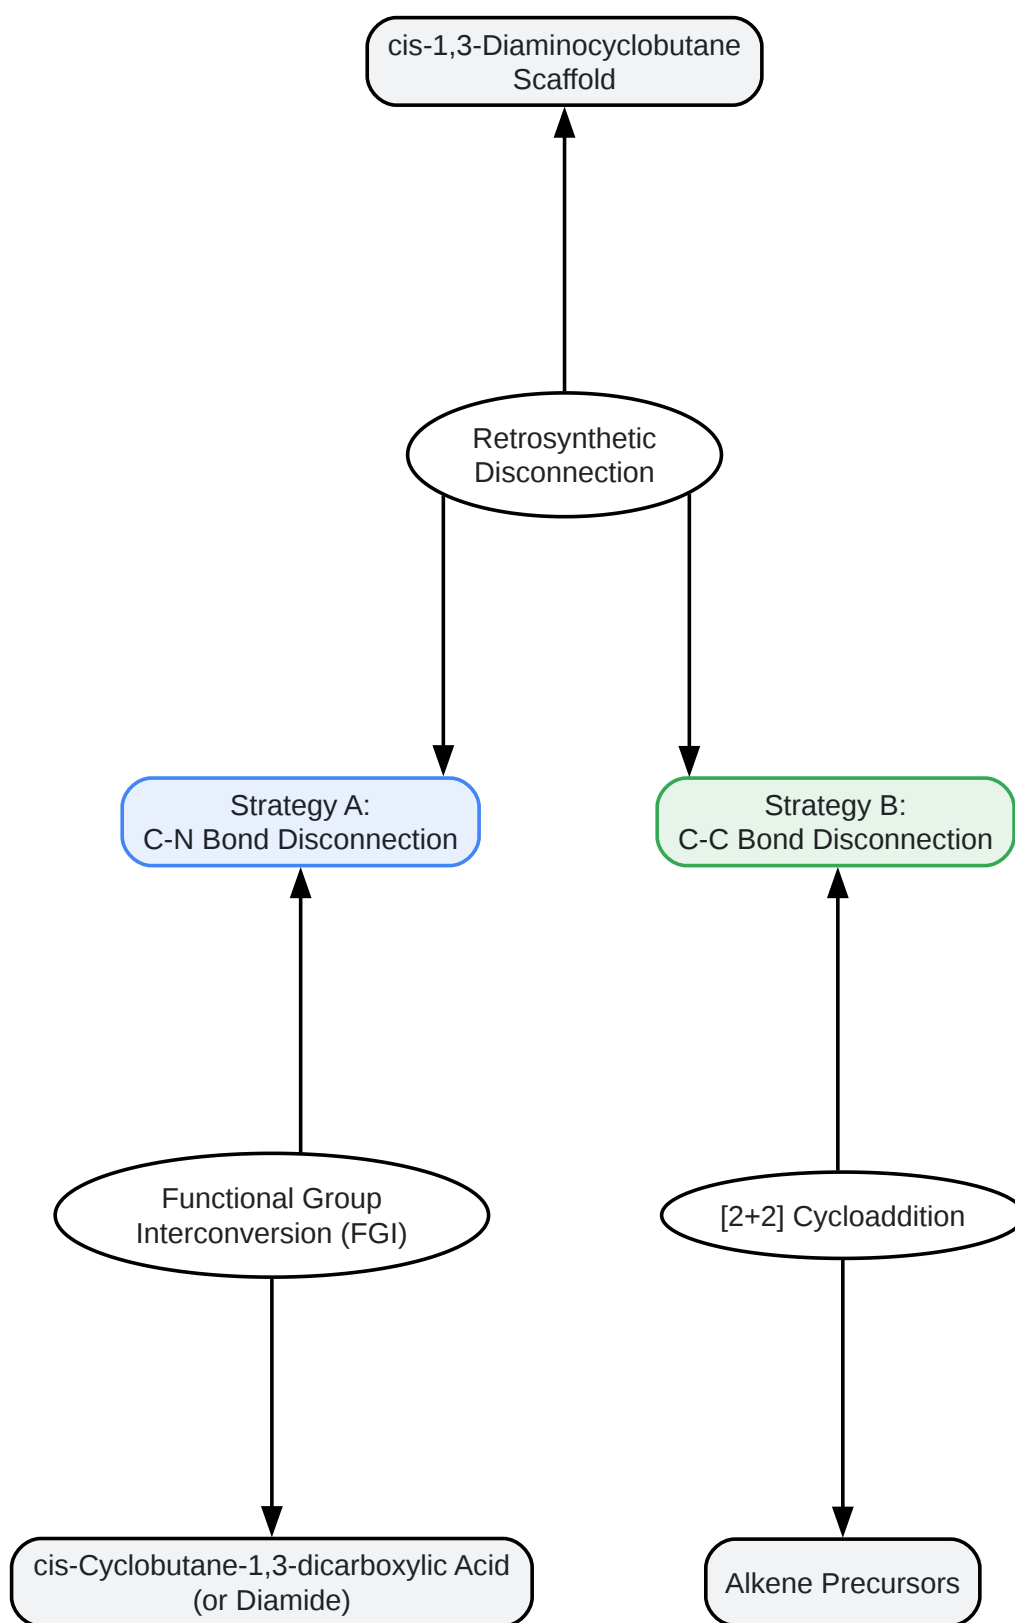 cis-1,3-Diaminocyclobutane
Scaffold
Retrosynthetic
Disconnection
Strategy A:
C-N Bond Disconnection
Strategy B:
C-C Bond Disconnection
Functional Group
Interconversion (FGI)
[2+2] Cycloaddition
cis-Cyclobutane-1,3-dicarboxylic Acid
(or Diamide)
Alkene Precursors